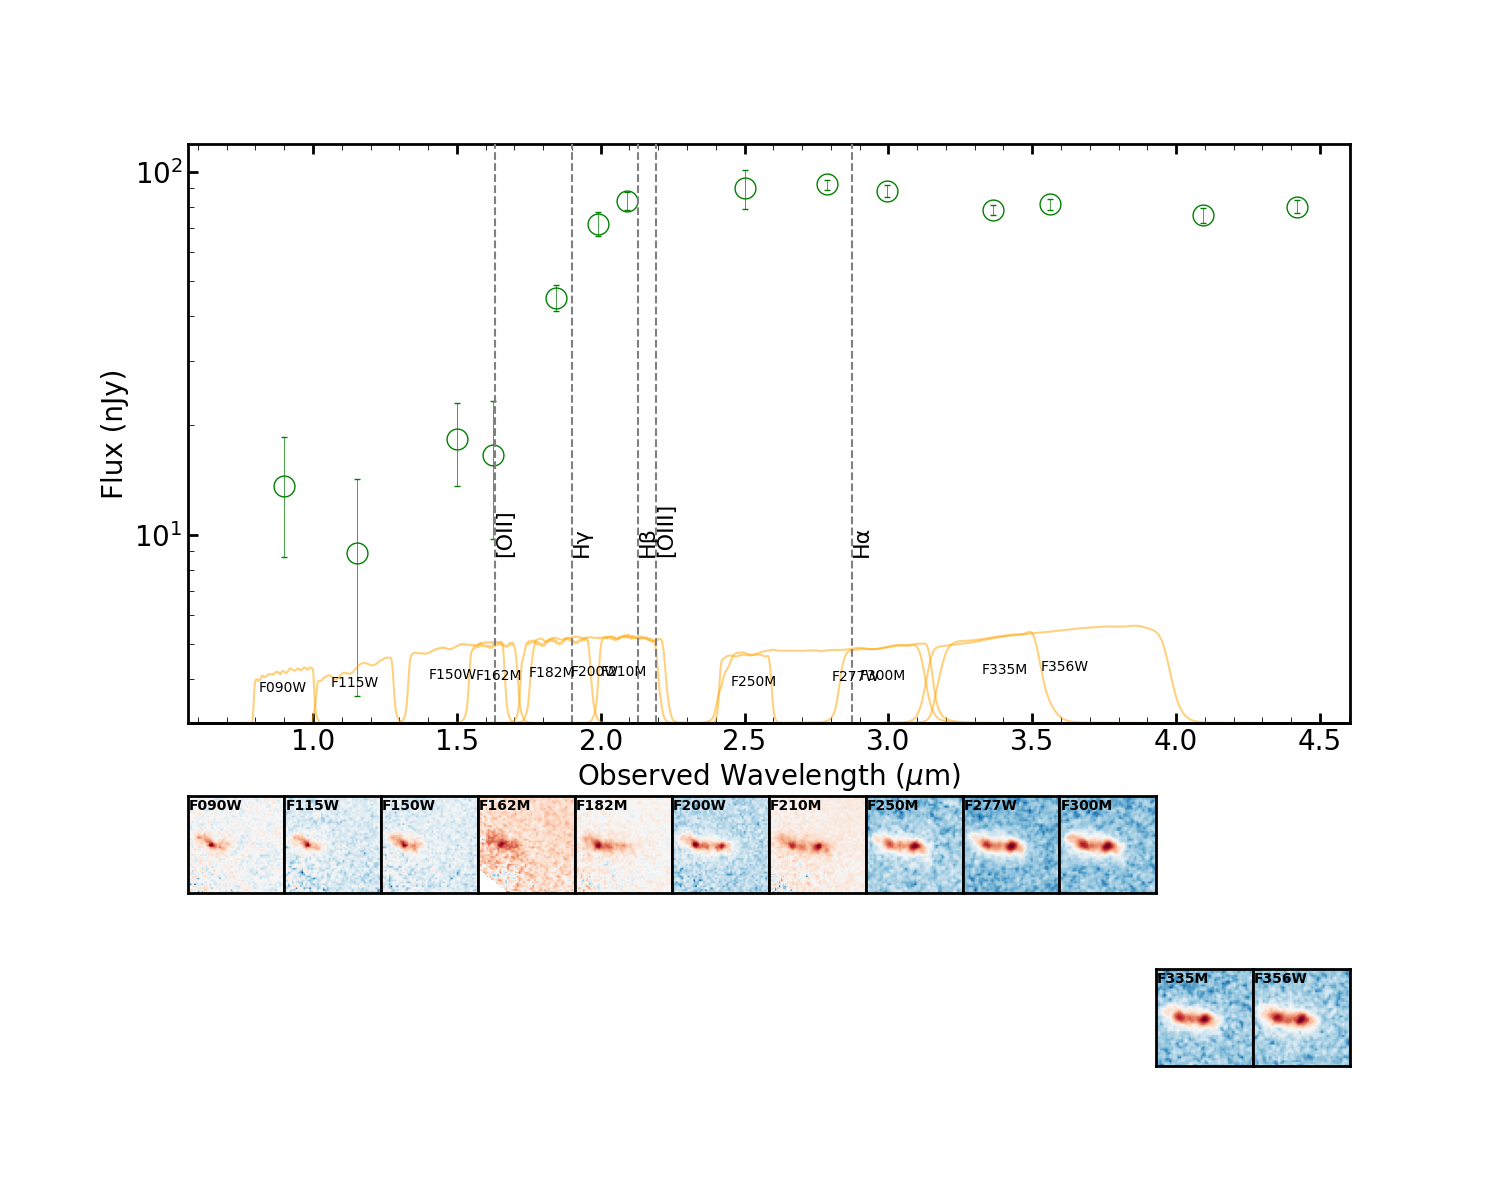 10²
10¹
Flux (nJy)
[OII]
Hγ
Hβ
[OIII]
Hα
F090W
F115W
F150W
F162M
F182M
F200W
F210M
F250M
F277W
F300M
F335M
F356W
1.0 1.5 2.0 2.5 3.0 3.5 4.0 4.5
Observed Wavelength (μm)
F090W F115W F150W F162M F182M F200W F210M F250M F277W F300M
F335M F356W